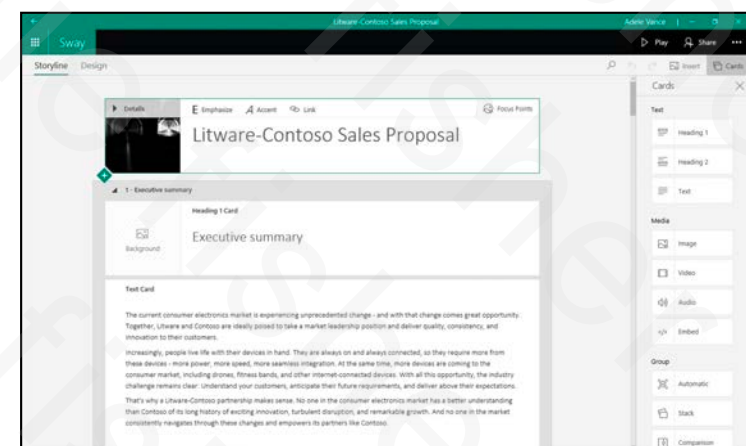 Litware-Contoso Sales Proposal
Adele Vance
Sway
Play
Share
Storyline
Design
Insert
Cards
Details
Emphasize
Accent
Link
Focus Points
Litware-Contoso Sales Proposal
1 - Executive summary
Heading 1 Card
Background
Executive summary
Text Card
The current consumer electronics market is experiencing unprecedented change - and with that change comes great opportunity.
Together, Litware and Contoso are ideally poised to take a market leadership position and deliver quality, consistency, and
innovation to their customers.
Increasingly, people live life with their devices in hand. They are always on and always connected, so they require more from
these devices - more power, more speed, more seamless integration. At the same time, more devices are coming to the
consumer market, including drones, fitness bands, and other internet-connected devices. With all this opportunity, the industry
challenge remains clear: Understand your customers, anticipate their future requirements, and deliver above their expectations.
That's why a Litware-Contoso partnership makes sense. No one in the consumer electronics market has a better understanding
than Contoso of its long history of exciting innovation, turbulent disruption, and remarkable growth. And no one in the market
consistently navigates through these changes and empowers its partners like Contoso.
Cards
Text
Heading 1
Heading 2
Text
Media
Image
Video
Audio
Embed
Group
Automatic
Stack
Comparison